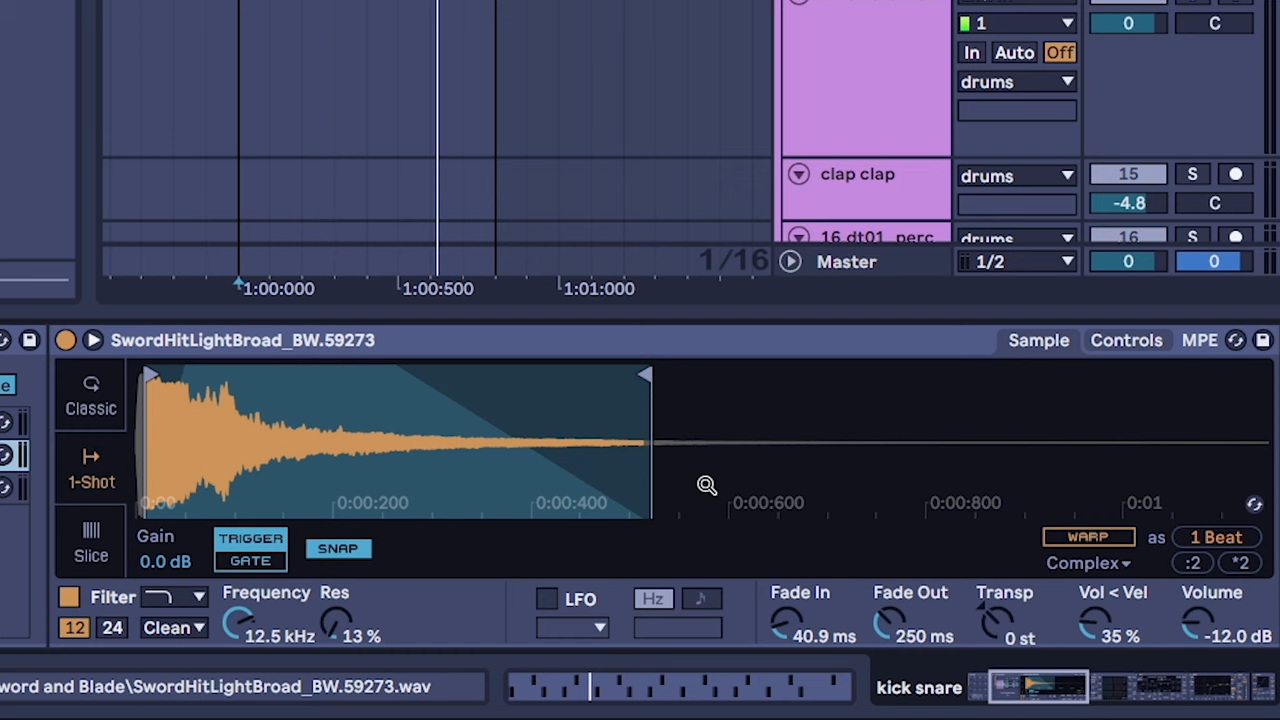 1
0
C
In
Auto
Off
drums
clap clap
drums
15
S
-4.8
C
16 dt01 perc
drums
16
S
1/16
Master
1/2
0
0
1:00:000
1:00:500
1:01:000
SwordHitLightBroad_BW.59273
Sample
Controls
MPE
e
Classic
1-Shot
Slice
0:00
0:00:200
0:00:400
0:00:600
0:00:800
0:01
Gain
0.0 dB
TRIGGER
GATE
SNAP
WARP
as
1 Beat
Complex
:2
*2
Filter
12
24
Clean
Frequency
12.5 kHz
Res
13 %
LFO
Hz
Fade In
40.9 ms
Fade Out
250 ms
Transp
0 st
Vol < Vel
35 %
Volume
-12.0 dB
word and Blade\SwordHitLightBroad_BW.59273.wav
kick snare